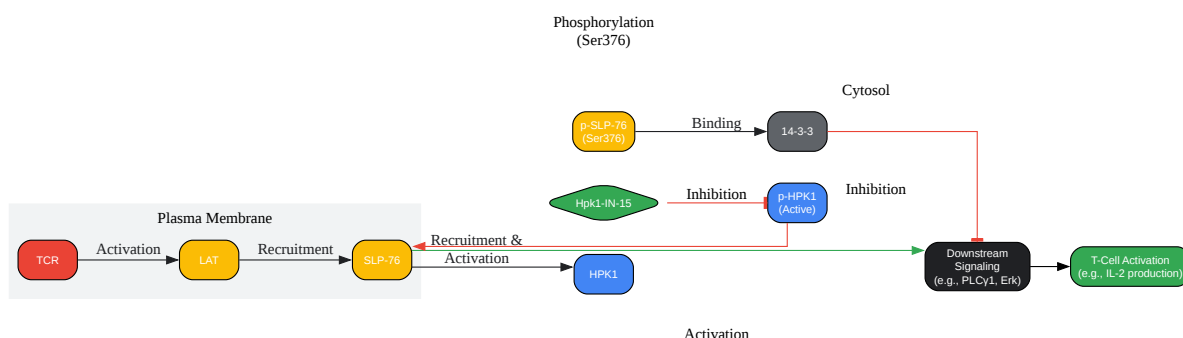 Phosphorylation
(Ser376)
Cytosol
p-SLP-76
(Ser376)
Binding
14-3-3
Hpk1-IN-15
Inhibition
p-HPK1
(Active)
Inhibition
Plasma Membrane
TCR
Activation
LAT
Recruitment
SLP-76
Recruitment &
Activation
HPK1
Downstream
Signaling
(e.g., PLCγ1, Erk)
T-Cell Activation
(e.g., IL-2 production)
Activation